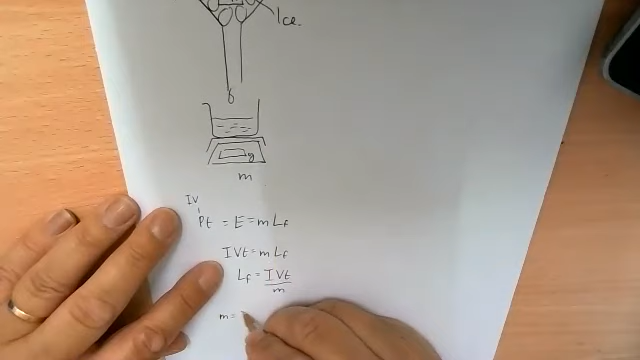 Ice
g
m
IV
Pt = E = mLf
IVt = mLf
Lf = IVt
m
m =